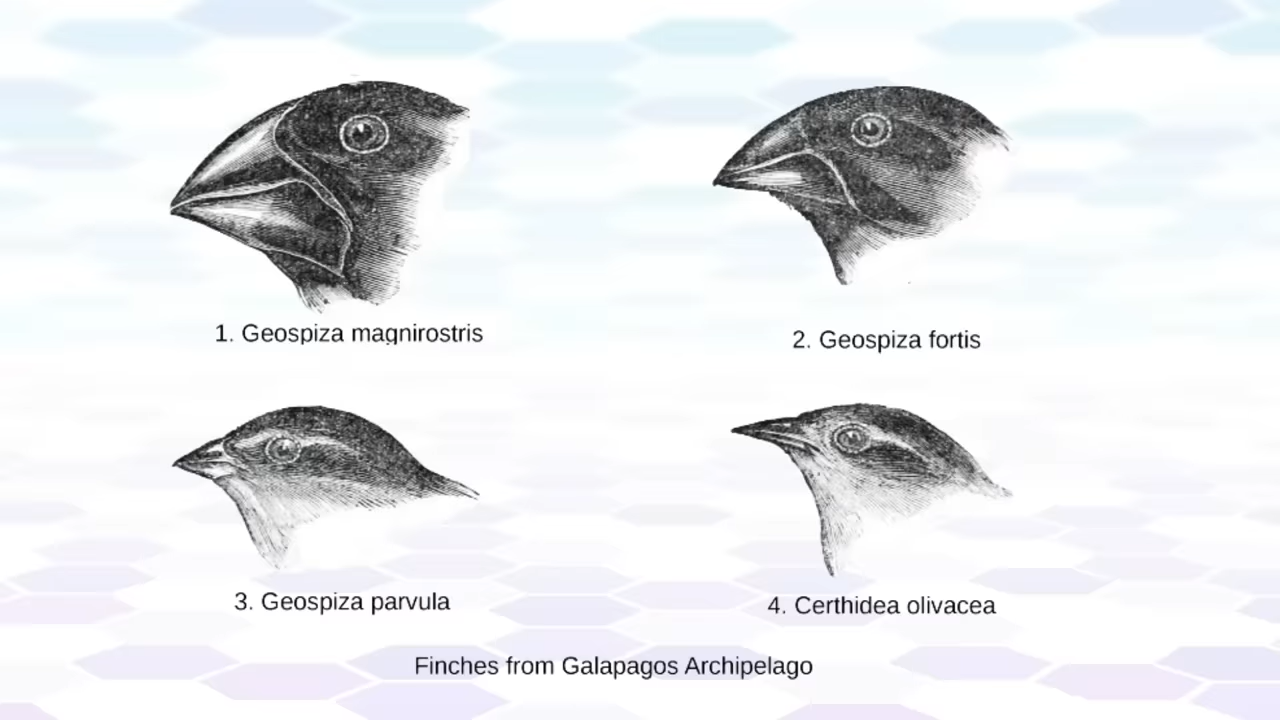 1. Geospiza magnirostris
2. Geospiza fortis
3. Geospiza parvula
4. Certhidea olivacea
Finches from Galapagos Archipelago